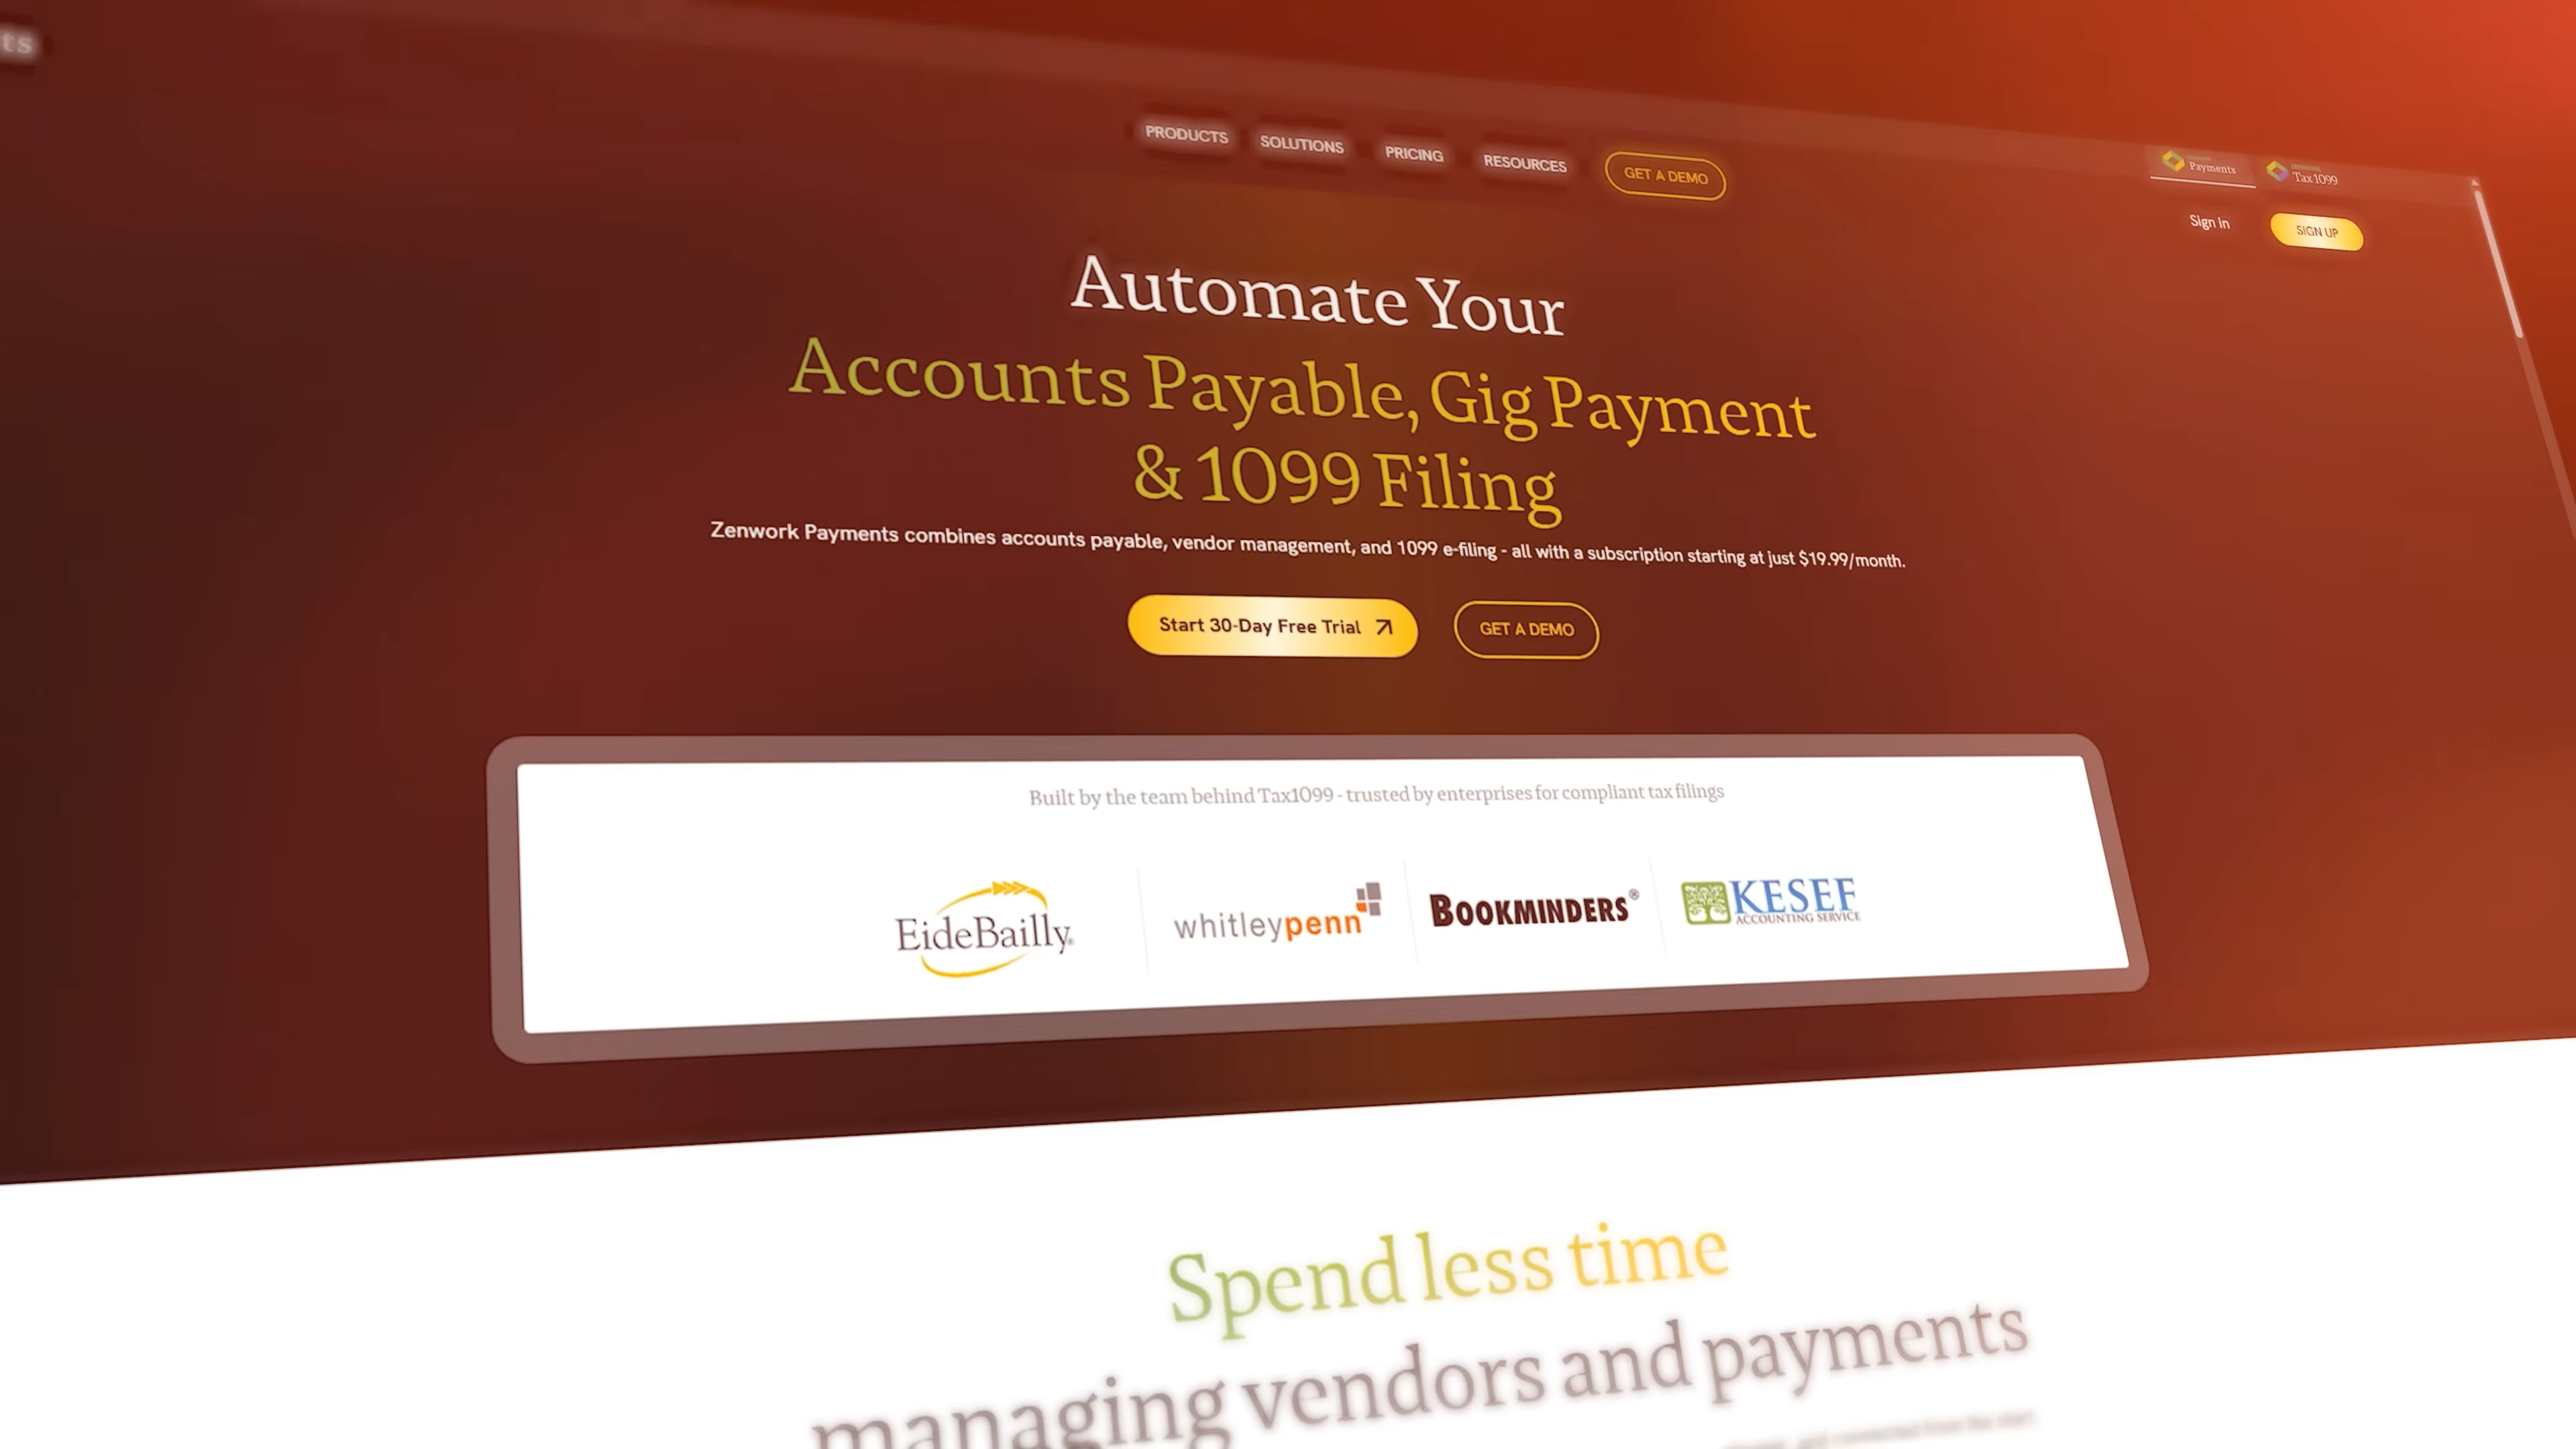 ts
PRODUCTS SOLUTIONS PRICING RESOURCES GET A DEMO
Payments Tax1099
Sign In SIGN UP
Automate Your
Accounts Payable, Gig Payment
& 1099 Filing
Zenwork Payments combines accounts payable, vendor management, and 1099 e-filing - all with a subscription starting at just $19.99/month.
Start 30-Day Free Trial GET A DEMO
Built by the team behind Tax1099 - trusted by enterprises for compliant tax filings
EideBailly
whitleypenn
BOOKMINDERS®
KESEF
ACCOUNTING SERVICE
Spend less time
managing vendors and payments